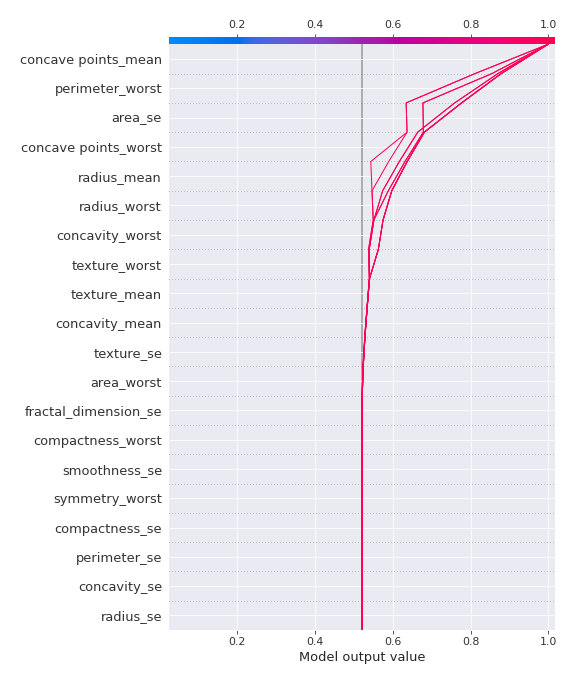 0.2 0.4 0.6 0.8 1.0
concave points_mean
perimeter_worst
area_se
concave points_worst
radius_mean
radius_worst
concavity_worst
texture_worst
texture_mean
concavity_mean
texture_se
area_worst
fractal_dimension_se
compactness_worst
smoothness_se
symmetry_worst
compactness_se
perimeter_se
concavity_se
radius_se
0.2 0.4 0.6 0.8 1.0
Model output value